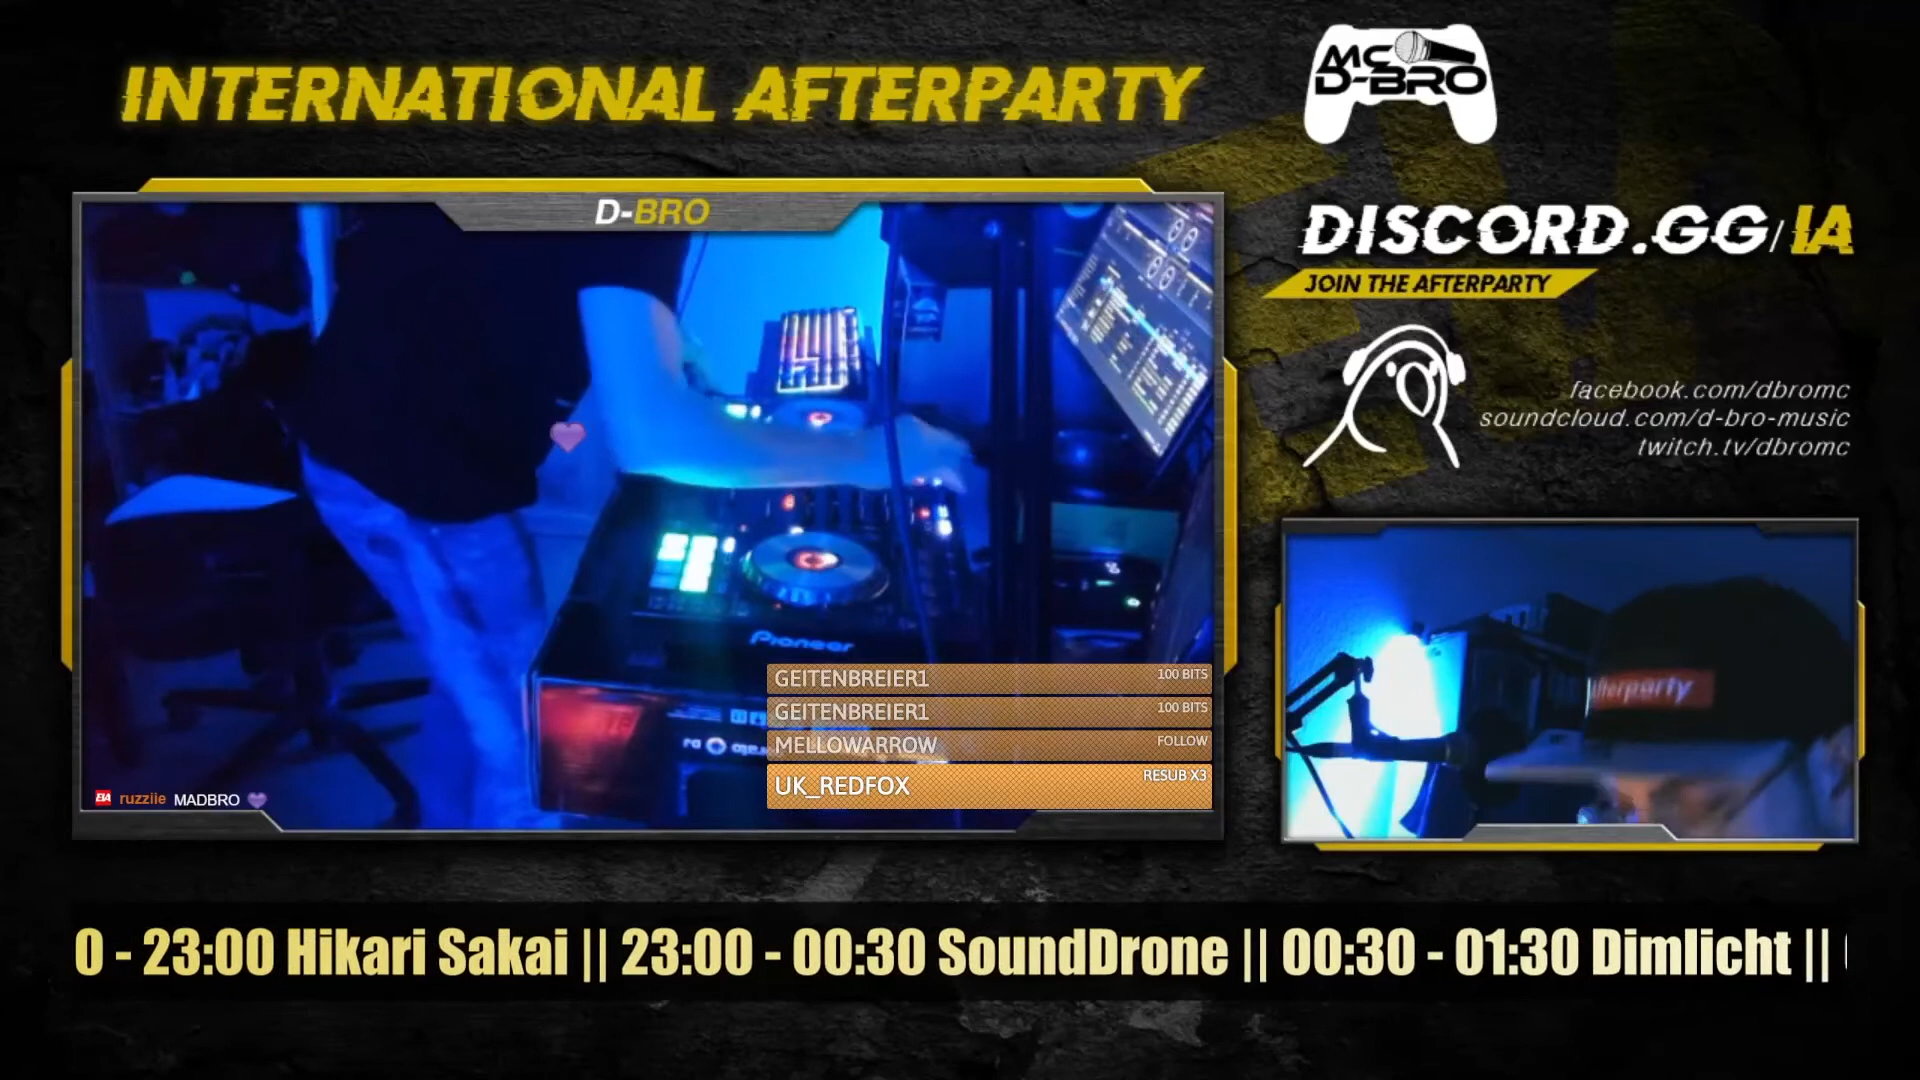 INTERNATIONAL AFTERPARTY
MC
D-BRO
D-BRO
DISCORD.GG/IA
JOIN THE AFTERPARTY
facebook.com/dbromc
soundcloud.com/d-bro-music
twitch.tv/dbromc
Pioneer
GEITENBREIER1 100 BITS
GEITENBREIER1 100 BITS
MELLOWARROW FOLLOW
UK_REDFOX RESUB X3
EIA ruzziie MADBRO
afterparty
0 - 23:00 Hikari Sakai || 23:00 - 00:30 SoundDrone || 00:30 - 01:30 Dimlicht ||